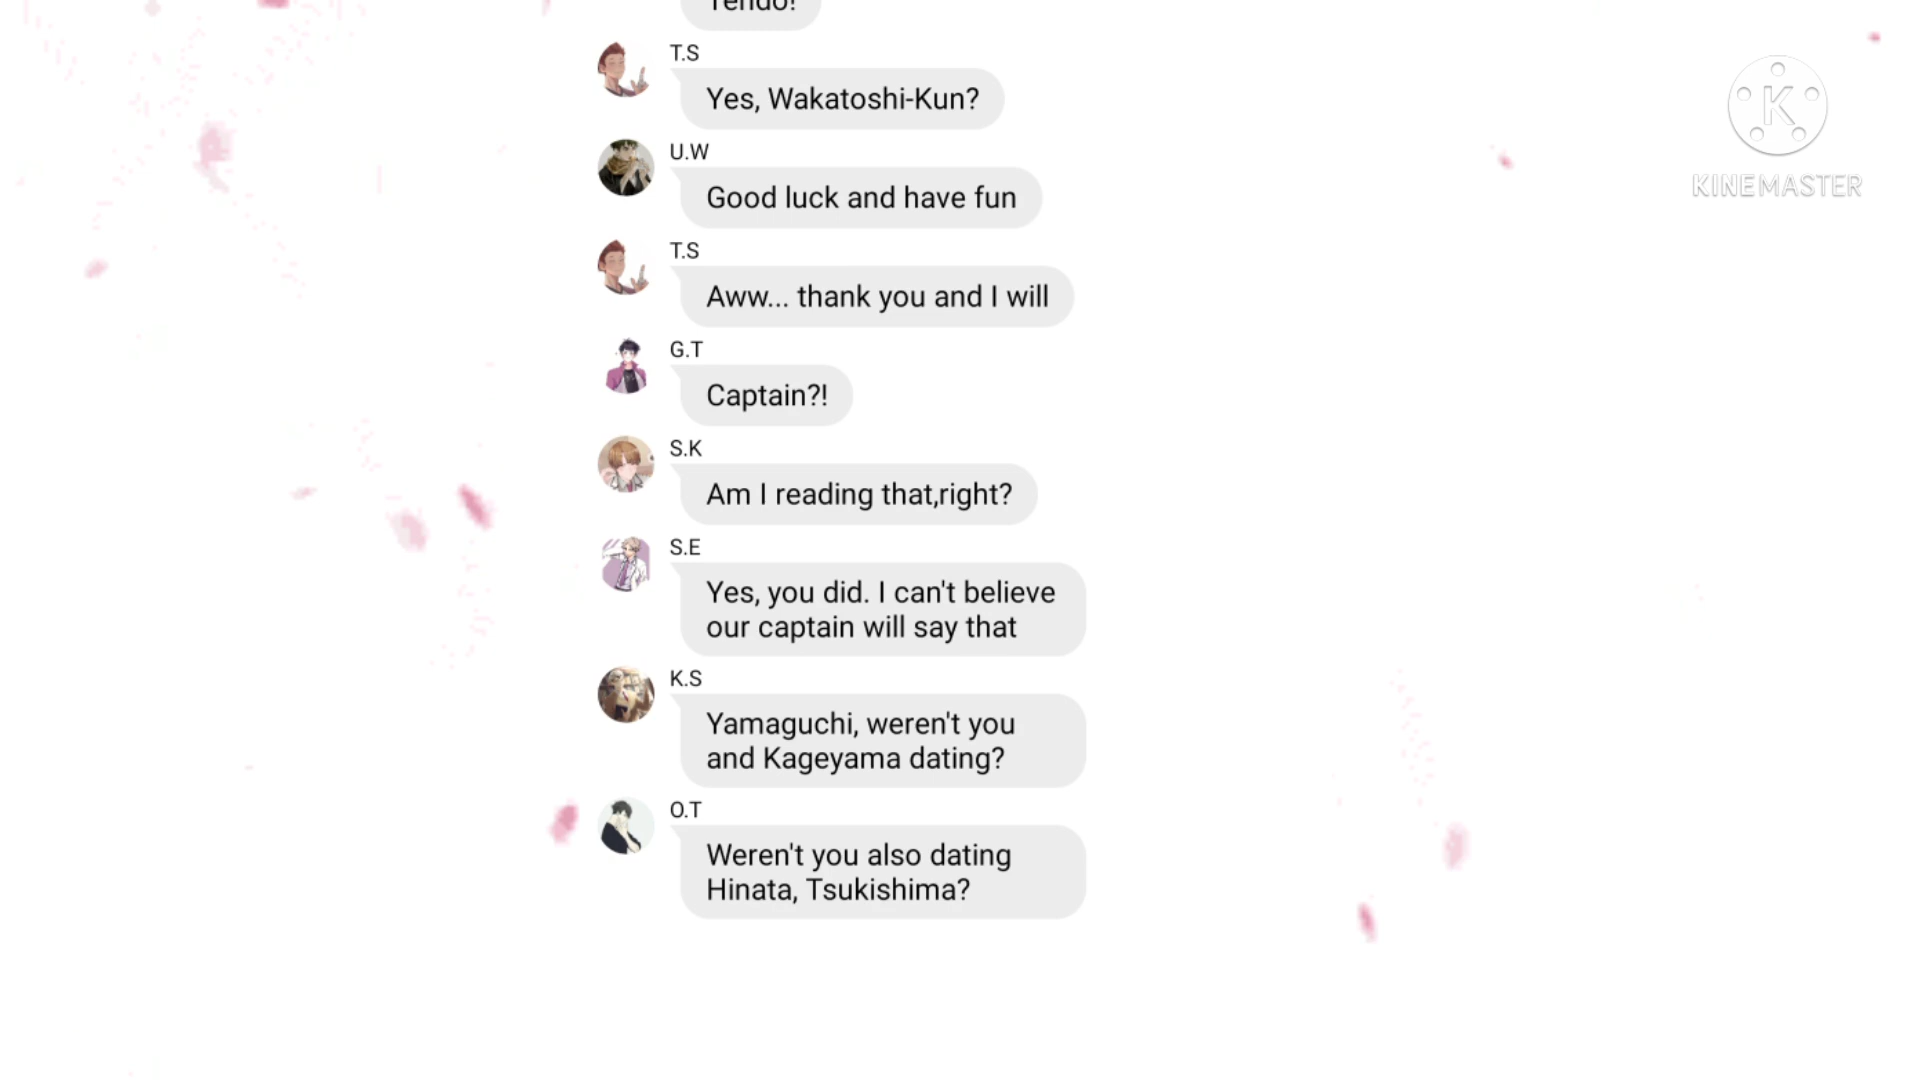 Tendo!
T.S
Yes, Wakatoshi-Kun?
U.W
Good luck and have fun
T.S
Aww... thank you and I will
G.T
Captain?!
S.K
Am I reading that,right?
S.E
Yes, you did. I can't believe
our captain will say that
K.S
Yamaguchi, weren't you
and Kageyama dating?
O.T
Weren't you also dating
Hinata, Tsukishima?
K
KINEMASTER